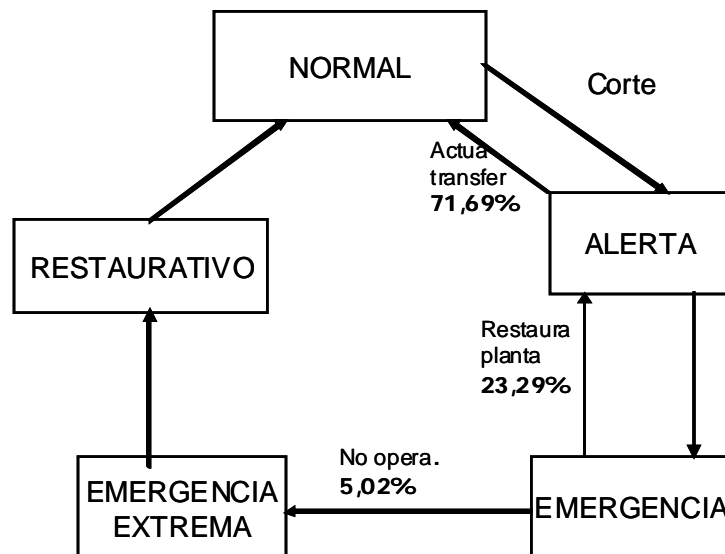 NORMAL
Corte
Actua
transfer
71,69%
RESTAURATIVO
ALERTA
Restaura
planta
23,29%
No opera.
5,02%
EMERGENCIA
EXTREMA
EMERGENCIA